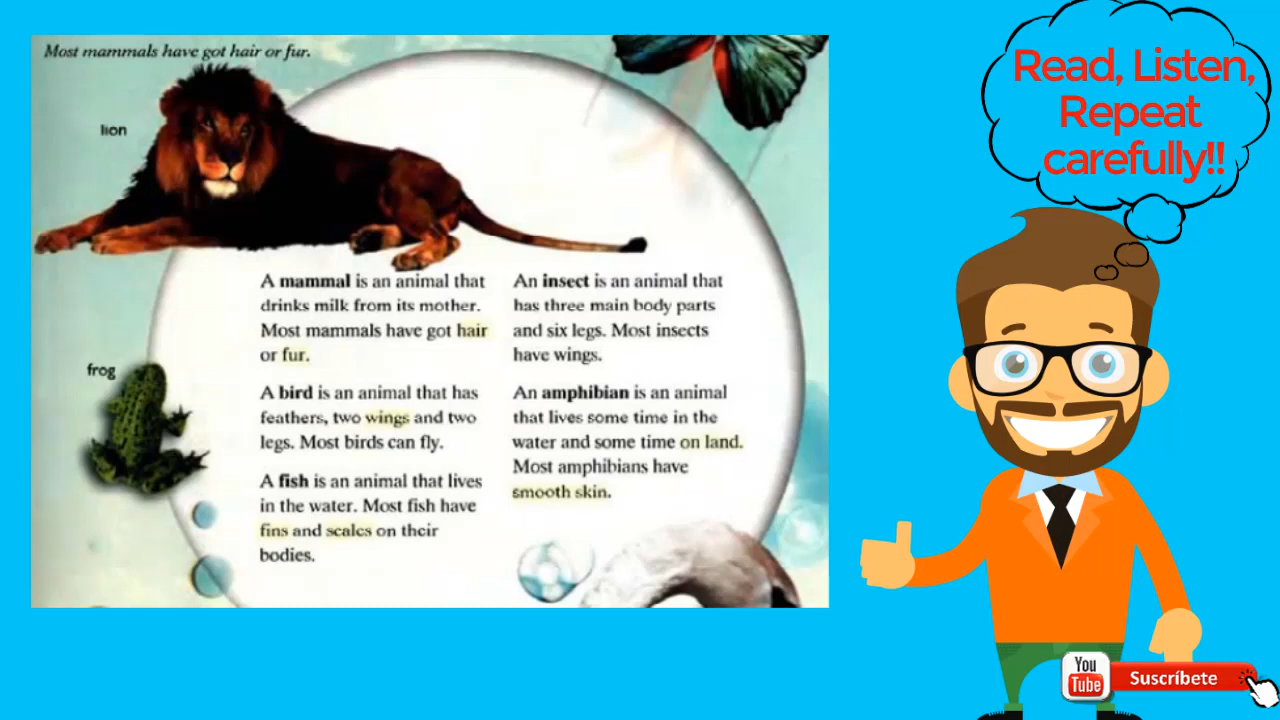 Most mammals have got hair or fur.
lion
A mammal is an animal that
drinks milk from its mother.
Most mammals have got hair
or fur.
A bird is an animal that has
feathers, two wings and two
legs. Most birds can fly.
A fish is an animal that lives
in the water. Most fish have
fins and scales on their
bodies.
An insect is an animal that
has three main body parts
and six legs. Most insects
have wings.
An amphibian is an animal
that lives some time in the
water and some time on land.
Most amphibians have
smooth skin.
frog
Read, Listen,
Repeat
carefully!!
You
Tube
Suscríbete